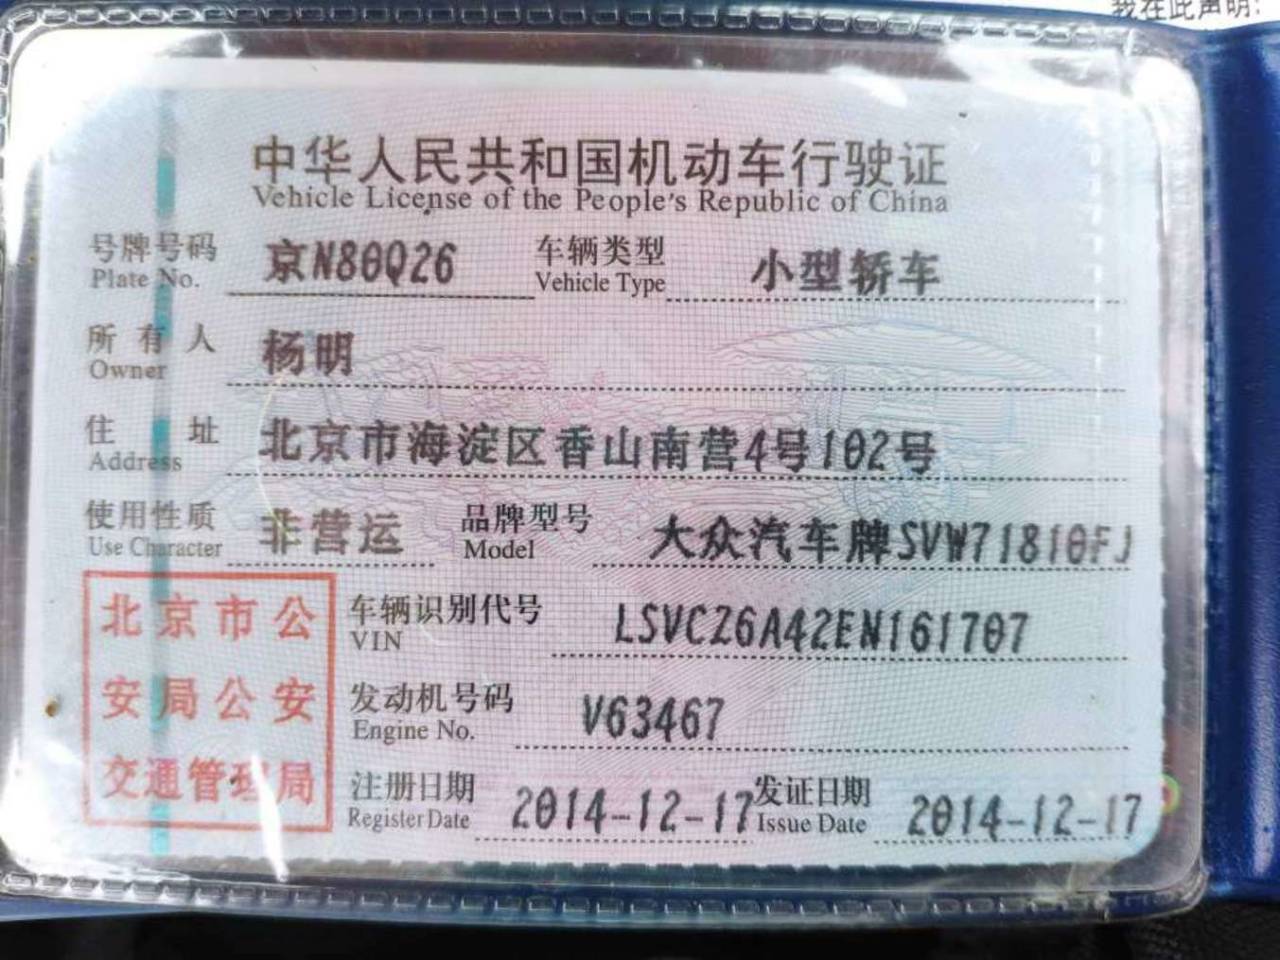 我在此声明:
中华人民共和国机动车行驶证
Vehicle License of the People's Republic of China
号牌号码 京N80Q26 车辆类型 小型轿车
Plate No. Vehicle Type
所有人 杨明
Owner
住址 北京市海淀区香山南营4号102号
Address
使用性质 非营运 品牌型号 大众汽车牌SVW71810FJ
Use Character Model
北京市公
安局公安
交通管理局
车辆识别代号 LSVCZ6A42EN161707
VIN
发动机号码 V63467
Engine No.
注册日期 2014-12-17 发证日期 2014-12-17
Register Date Issue Date